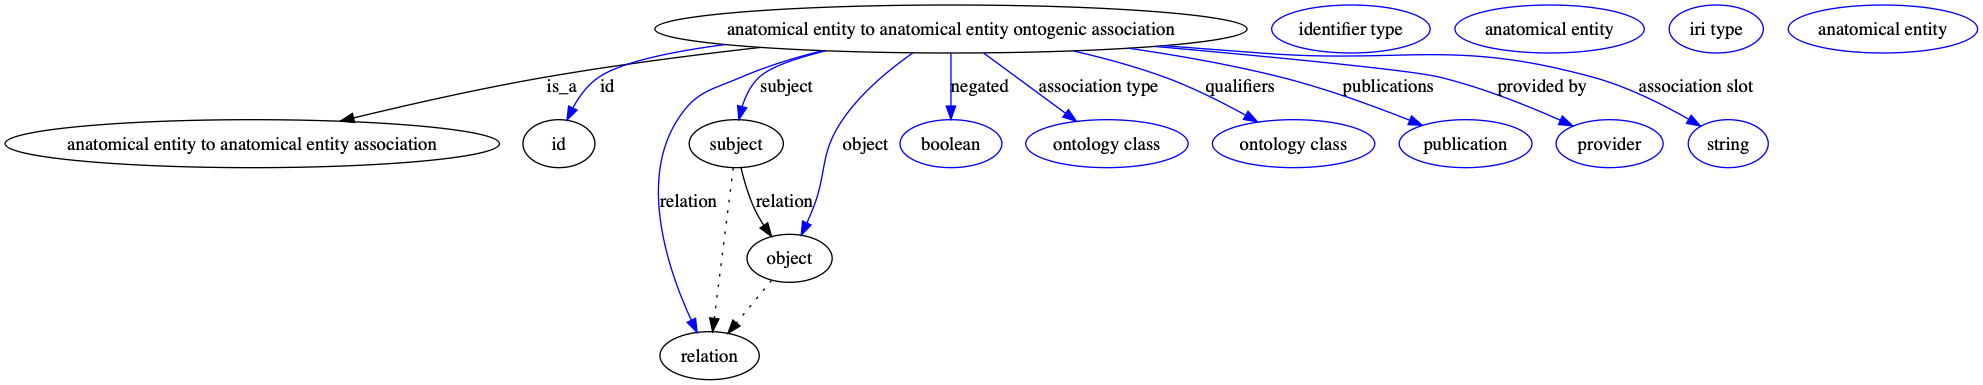 anatomical entity to anatomical entity ontogenic association
identifier type
anatomical entity
iri type
anatomical entity
is_a
id
subject
object
negated
association type
qualifiers
publications
provided by
association slot
anatomical entity to anatomical entity association
id
subject
boolean
ontology class
ontology class
publication
provider
string
relation
relation
object
relation